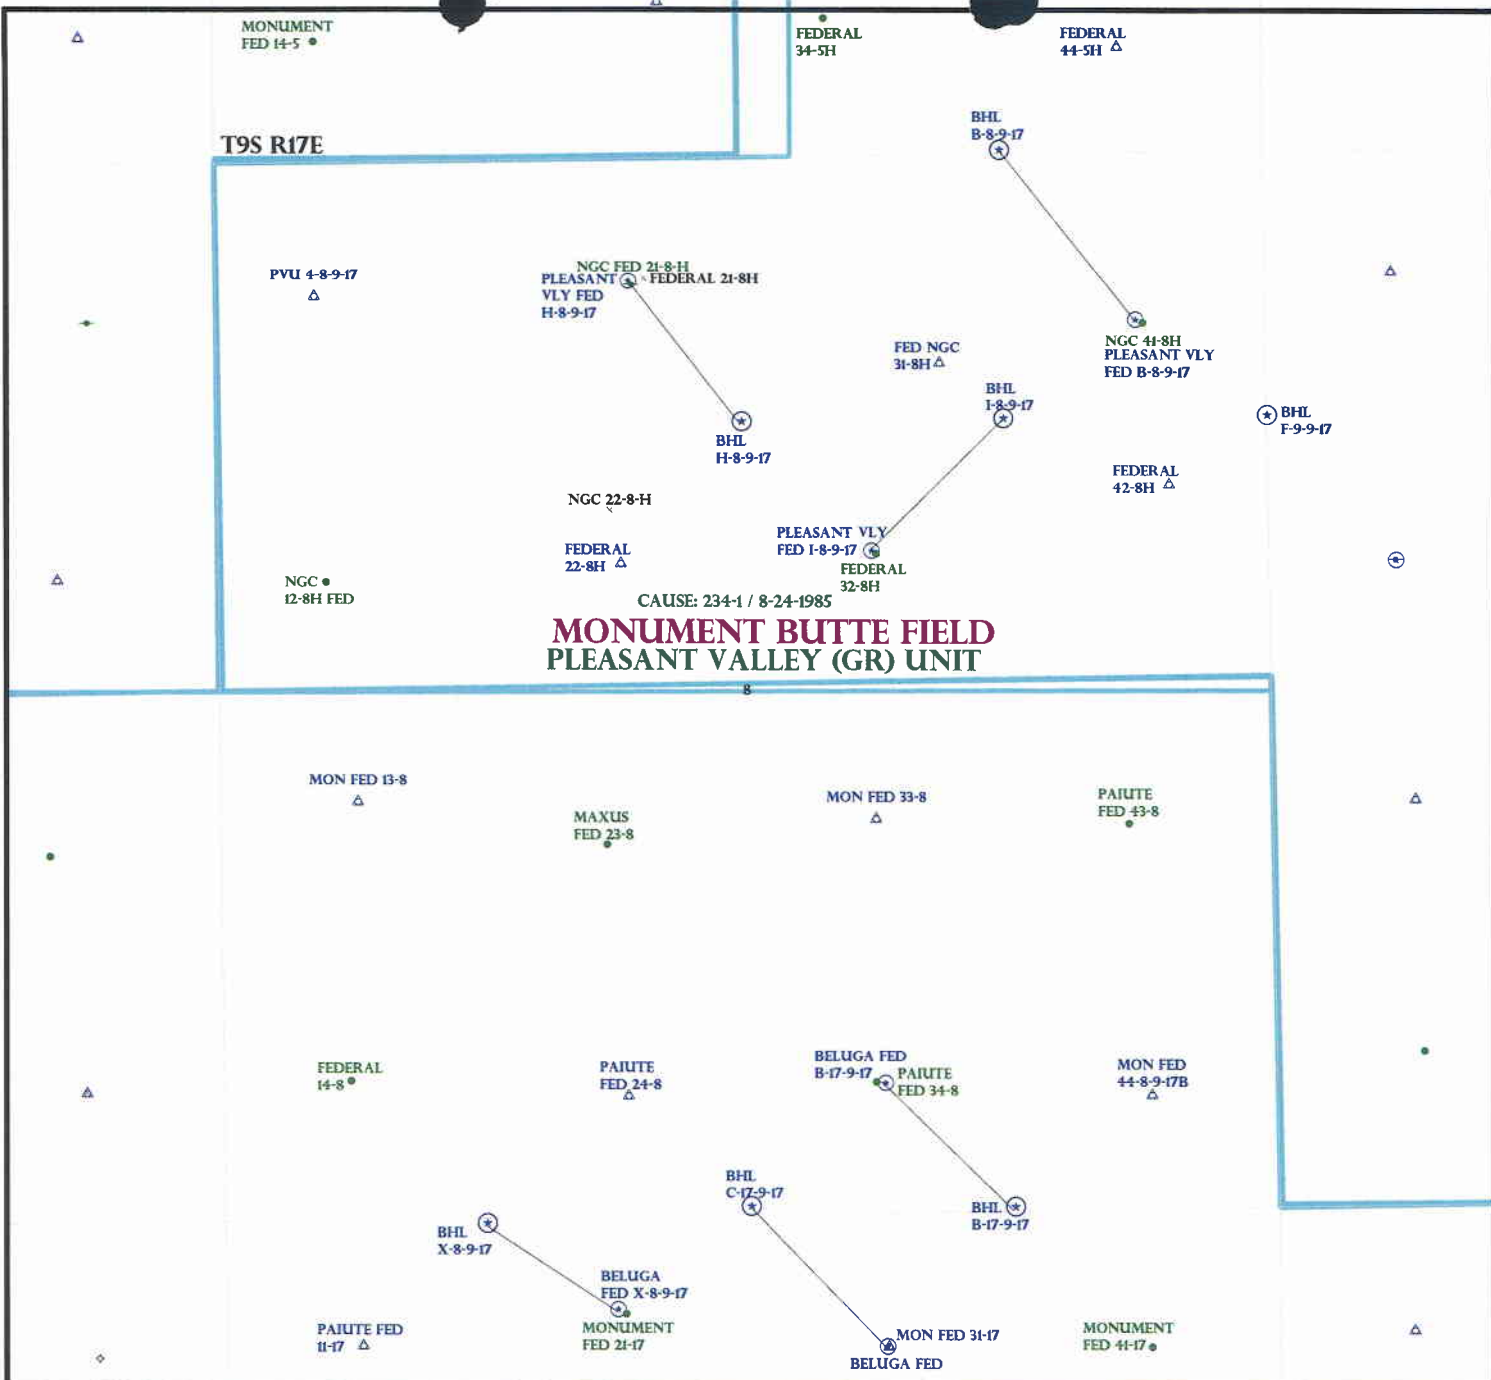 MONUMENT
FED 14-5
FEDERAL
34-5H
FEDERAL
44-5H
BHL
B-8-9-17
T9S R17E
PVU 4-8-9-17
NGC FED 21-8-H
PLEASANT
VLY FED
H-8-9-17
FEDERAL 21-8H
NGC 41-8H
PLEASANT VLY
FED B-8-9-17
FED NGC
31-8H
BHL
I-8-9-17
BHL
F-9-9-17
BHL
H-8-9-17
FEDERAL
42-8H
NGC 22-8-H
FEDERAL
22-8H
PLEASANT VLY
FED I-8-9-17
FEDERAL
32-8H
NGC
12-8H FED
CAUSE: 234-1 / 8-24-1985
MONUMENT BUTTE FIELD
PLEASANT VALLEY (GR) UNIT
8
MON FED 13-8
MAXUS
FED 23-8
MON FED 33-8
PAIUTE
FED 43-8
FEDERAL
14-8
PAIUTE
FED 24-8
BELUGA FED
B-17-9-17
PAIUTE
FED 34-8
MON FED
44-8-9-17B
BHL
C-17-9-17
BHL
B-17-9-17
BHL
X-8-9-17
BELUGA
FED X-8-9-17
PAIUTE FED
11-17
MONUMENT
FED 21-17
MON FED 31-17
BELUGA FED
MONUMENT
FED 41-17